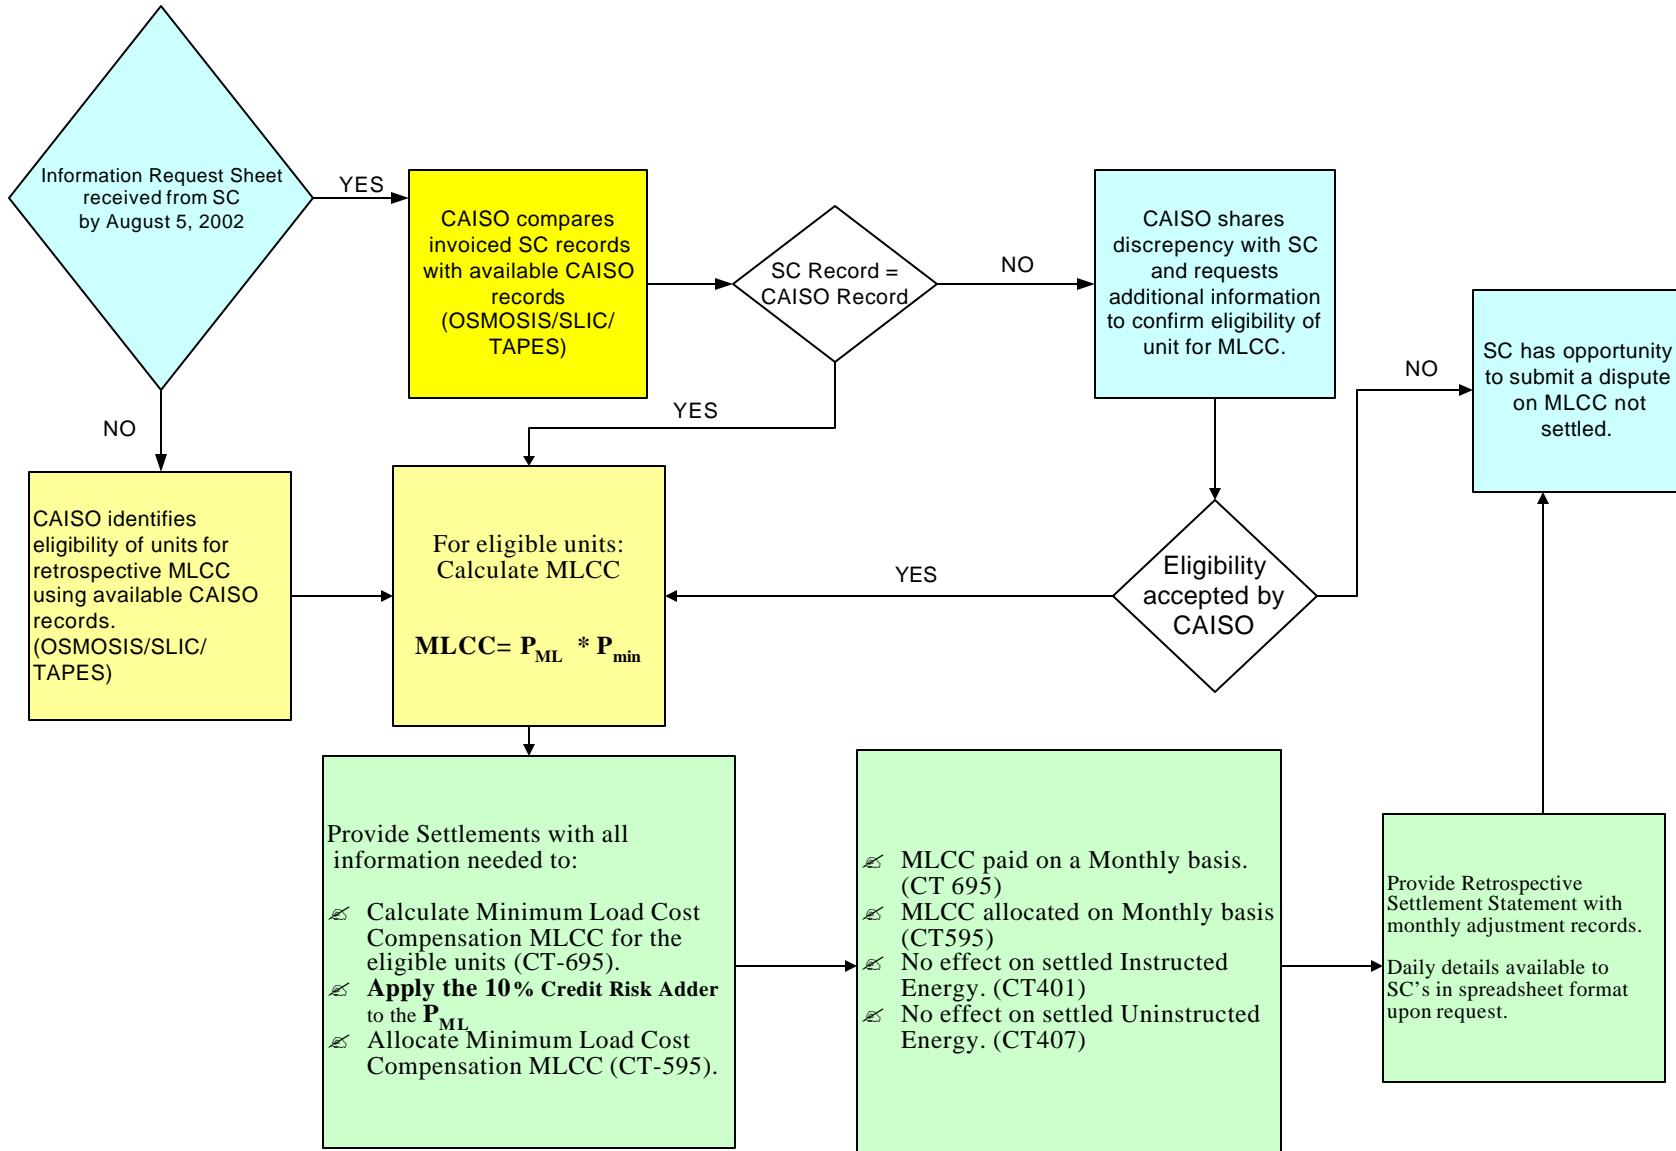 Information Request Sheet
received from SC
by August 5, 2002
YES
NO
CAISO compares
invoiced SC records
with available CAISO
records
(OSMOSIS/SLIC/
TAPES)
SC Record =
CAISO Record
NO
YES
CAISO shares
discrepency with SC
and requests
additional information
to confirm eligibility of
unit for MLCC.
NO
SC has opportunity
to submit a dispute
on MLCC not
settled.
CAISO identifies
eligibility of units for
retrospective MLCC
using available CAISO
records.
(OSMOSIS/SLIC/
TAPES)
For eligible units:
Calculate MLCC
MLCC= PML * Pmin
YES
Eligibility
accepted by
CAISO
Provide Settlements with all
information needed to:
Calculate Minimum Load Cost
Compensation MLCC for the
eligible units (CT-695).
Apply the 10% Credit Risk Adder
to the PML
Allocate Minimum Load Cost
Compensation MLCC (CT-595).
MLCC paid on a Monthly basis.
(CT 695)
MLCC allocated on Monthly basis
(CT595)
No effect on settled Instructed
Energy. (CT401)
No effect on settled Uninstructed
Energy. (CT407)
Provide Retrospective
Settlement Statement with
monthly adjustment records.
Daily details available to
SC's in spreadsheet format
upon request.